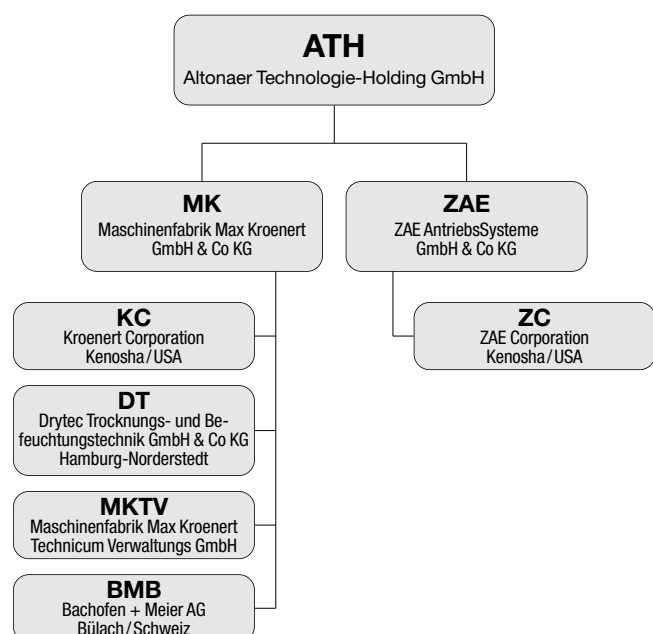 ATH
Altonaer Technologie-Holding GmbH
MK
Maschinenfabrik Max Kroenert
GmbH & Co KG
ZAE
ZAE AntriebsSysteme
GmbH & Co KG
KC
Kroenert Corporation
Kenosha/USA
ZC
ZAE Corporation
Kenosha/USA
DT
Drytec Trocknungs- und Be-
feuchtungstechnik GmbH & Co KG
Hamburg-Norderstedt
MKTV
Maschinenfabrik Max Kroenert
Technicum Verwaltungs GmbH
BMB
Bachofen + Meier AG
Bülach/Schweiz